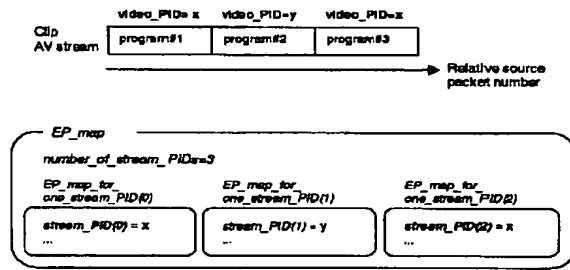 video_PID= x video_PID=y video_PID=x
Clip
AV stream
program#1 program#2 program#3
Relative source
packet number
EP_map
number_of_stream_PIDs=3
EP_map_for_
one_stream_PID(0)
EP_map_for_
one_stream_PID(1)
EP_map_for_
one_stream_PID(2)
stream_PID(0) = x
...
stream_PID(1) = y
...
stream_PID(2) = x
...